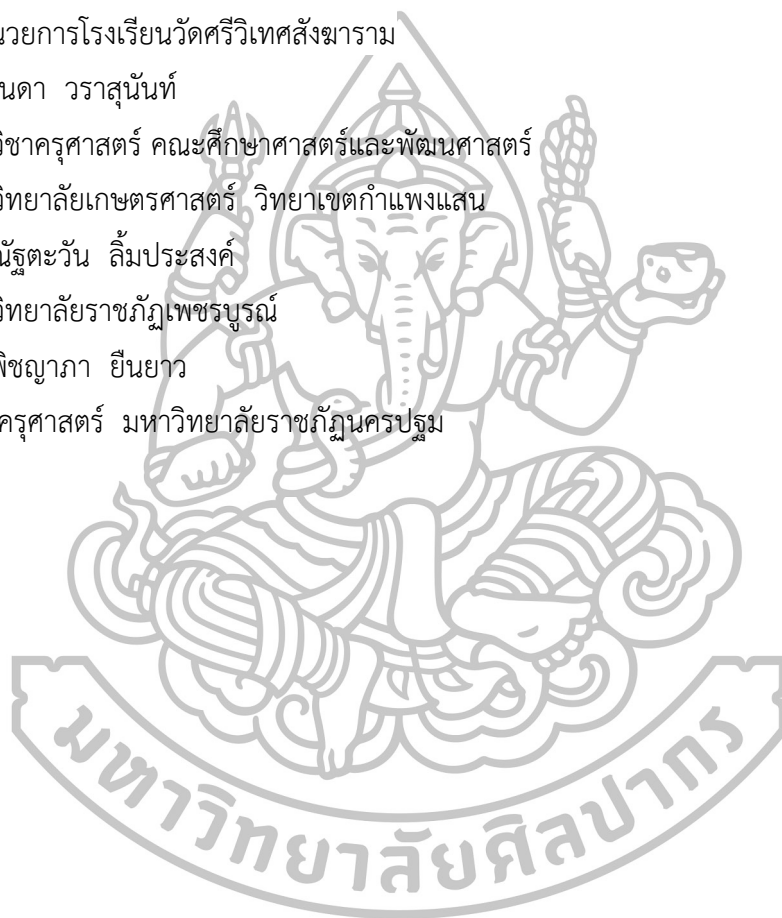 นวยการโรงเรียนวัดศรีวิเทศสังฆาราม
นดา วราสุนันท์
วิชาครุศาสตร์ คณะศึกษาศาสตร์และพัฒนศาสตร์
วิทยาลัยเกษตรศาสตร์ วิทยาเขตกำแพงแสน
นัฐตะวัน ลิ้มประสงค์
วิทยาลัยราชภัฏเพชรบูรณ์
พิชญาภา ยืนยาว
ครุศาสตร์ มหาวิทยาลัยราชภัฏนครปฐม
มหาวิทยาลัยศิลปากร